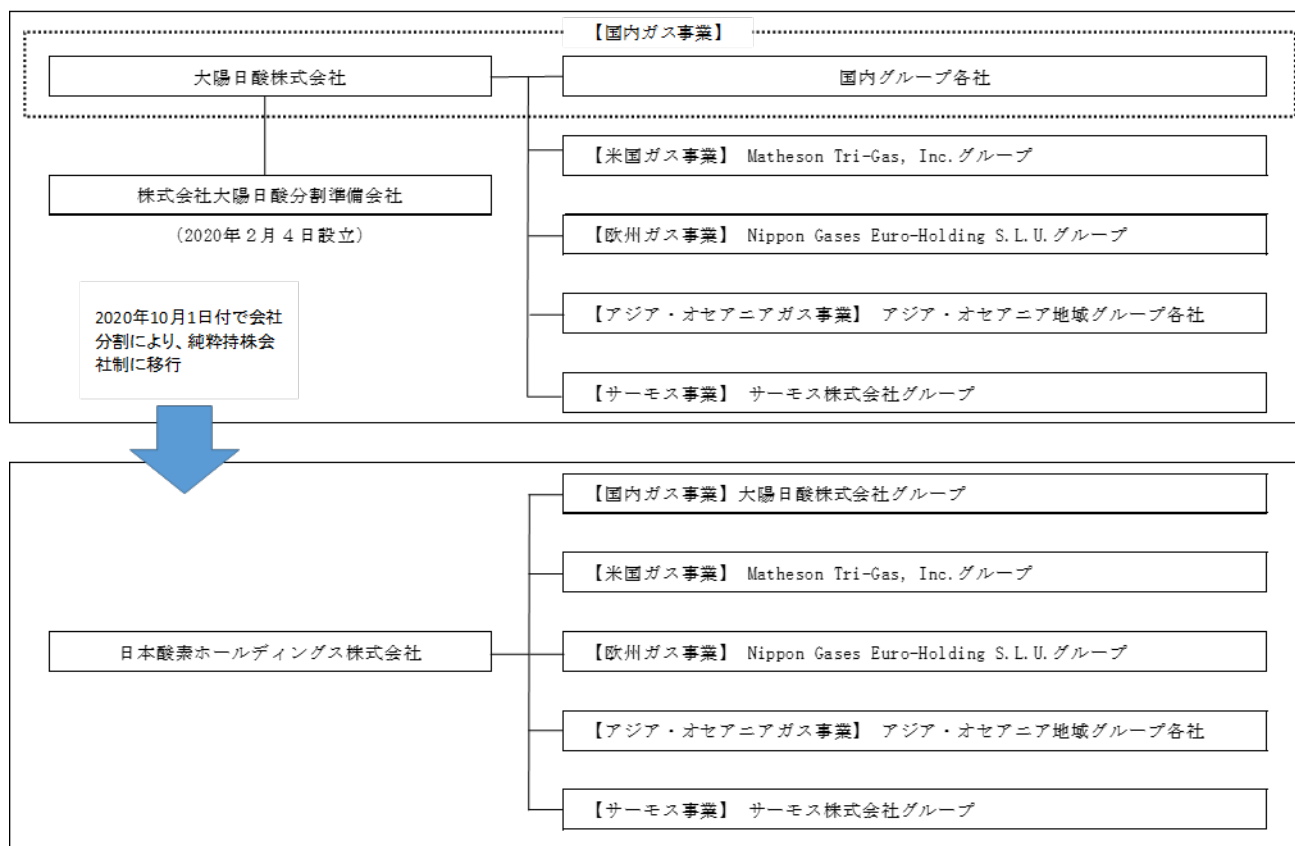 【国内ガス事業】
大陽日酸株式会社
国内グループ各社
【米国ガス事業】 Matheson Tri-Gas, Inc.グループ
株式会社大陽日酸分割準備会社
(2020年2月4日設立)
【欧州ガス事業】 Nippon Gases Euro-Holding S.L.U.グループ
2020年10月1日付で会社
分割により、純粋持株会
社制に移行
【アジア・オセアニアガス事業】 アジア・オセアニア地域グループ各社
【サーモス事業】 サーモス株式会社グループ
【国内ガス事業】大陽日酸株式会社グループ
【米国ガス事業】 Matheson Tri-Gas, Inc.グループ
日本酸素ホールディングス株式会社
【欧州ガス事業】 Nippon Gases Euro-Holding S.L.U.グループ
【アジア・オセアニアガス事業】 アジア・オセアニア地域グループ各社
【サーモス事業】 サーモス株式会社グループ